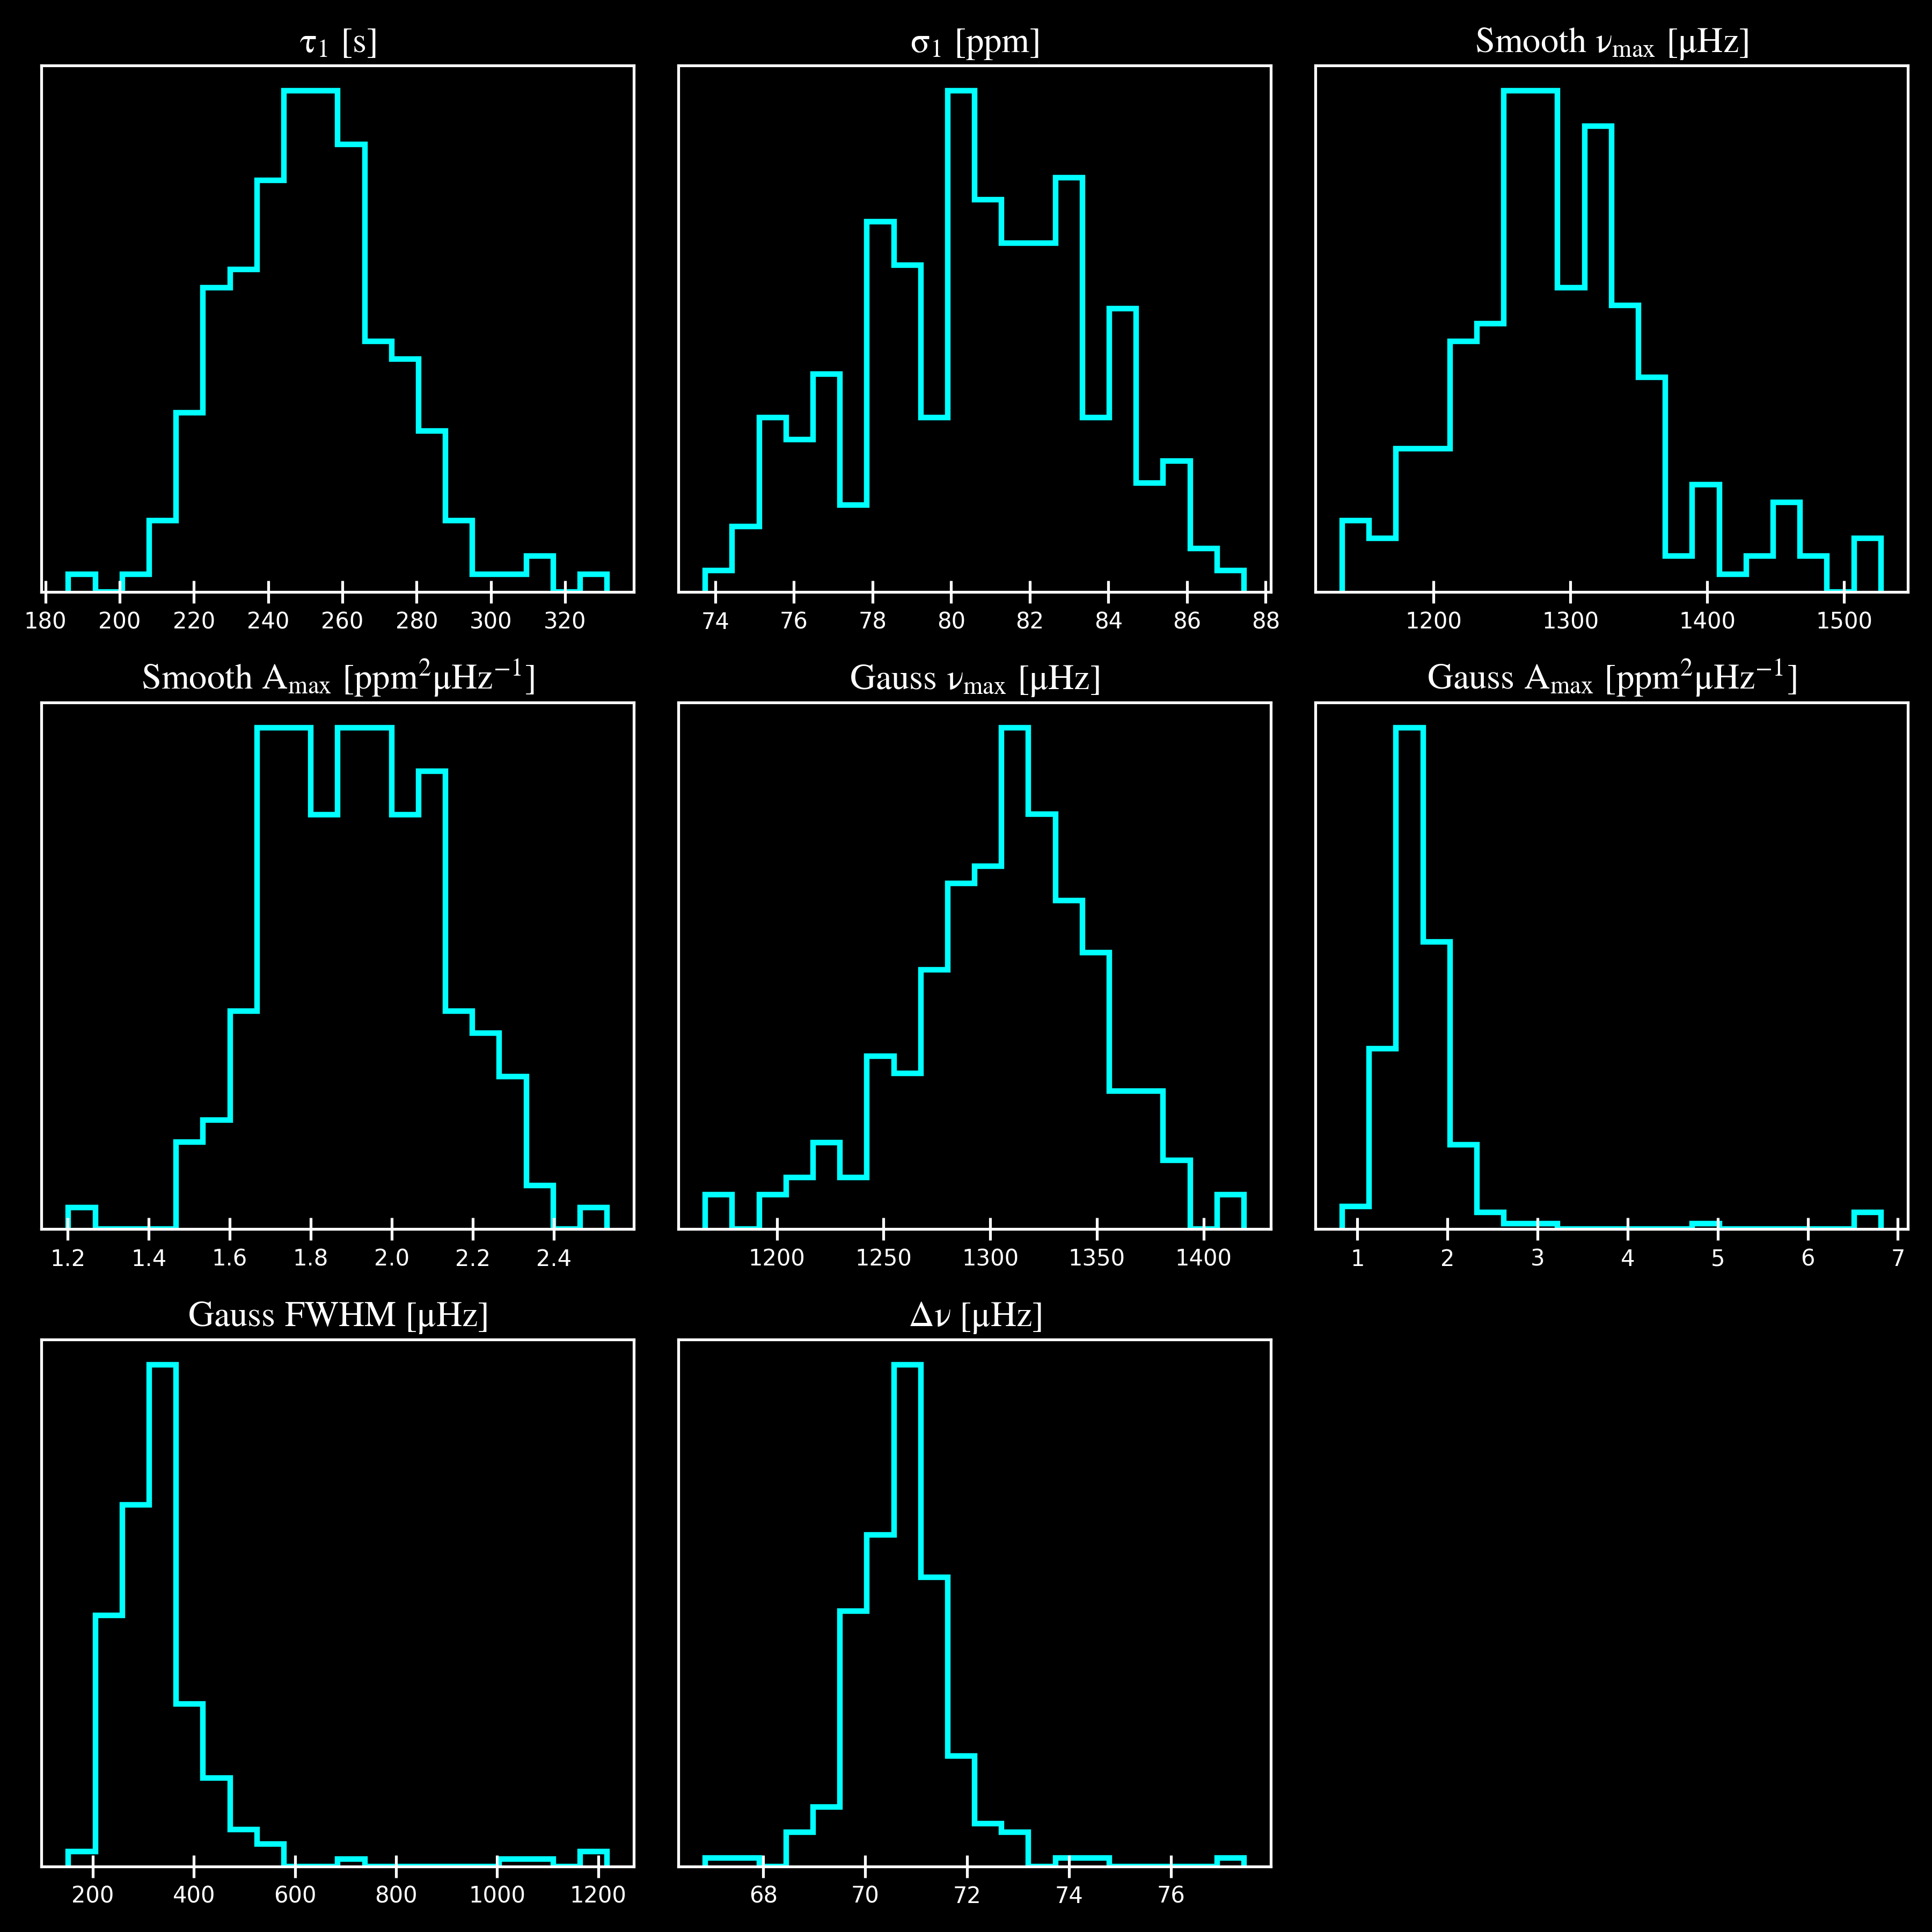 τ₁ [s] σ₁ [ppm] Smooth νₘₐₓ [μHz]
180 200 220 240 260 280 300 320 74 76 78 80 82 84 86 88 1200 1300 1400 1500
Smooth Aₘₐₓ [ppm²μHz⁻¹] Gauss νₘₐₓ [μHz] Gauss Aₘₐₓ [ppm²μHz⁻¹]
1.2 1.4 1.6 1.8 2.0 2.2 2.4 1200 1250 1300 1350 1400 1 2 3 4 5 6 7
Gauss FWHM [μHz] Δν [μHz]
200 400 600 800 1000 1200 68 70 72 74 76